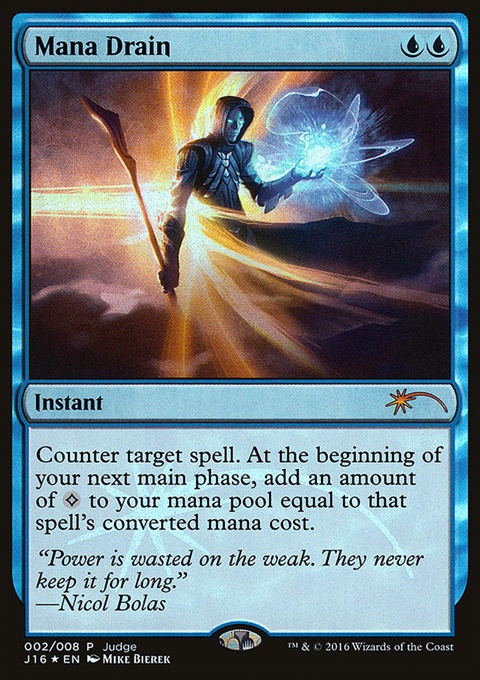 Mana Drain
Instant
Counter target spell. At the beginning of
your next main phase, add an amount
of to your mana pool equal to that
spell's converted mana cost.
“Power is wasted on the weak. They never
keep it for long.”
—Nicol Bolas
002/008 P Judge
J16 ★ EN Mike Bierek
™ & © 2016 Wizards of the Coast